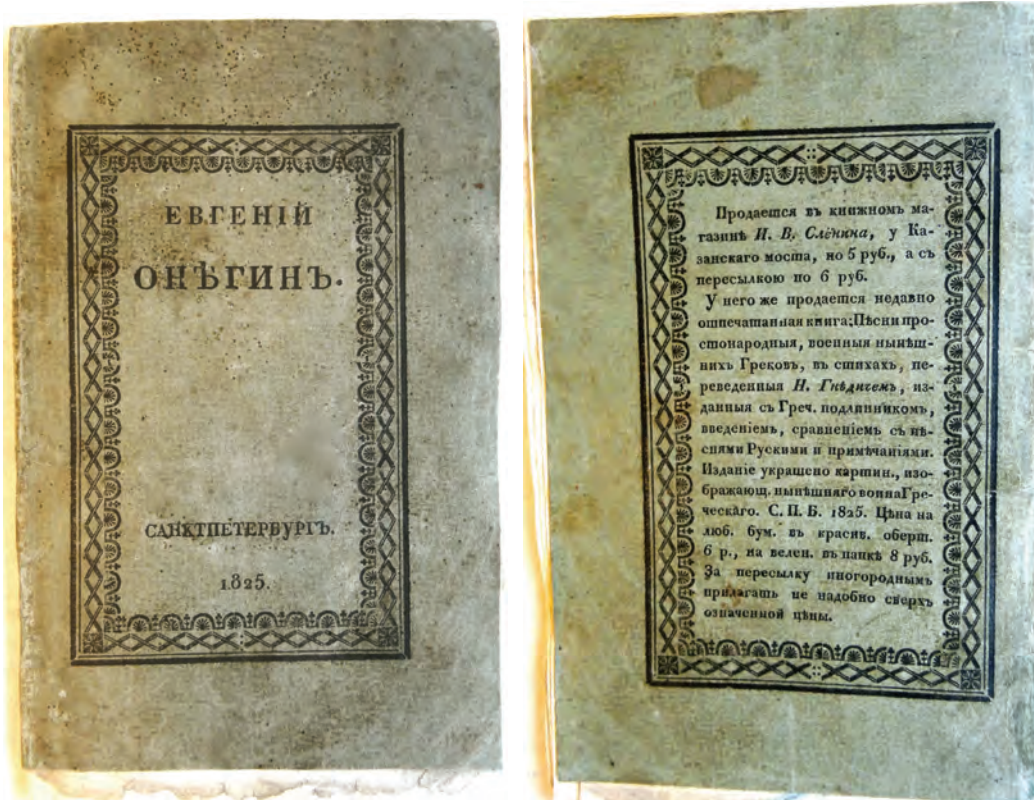 ЕВГЕНІЙ
ОНѢГИНЪ.
САНКТПЕТЕРБУРГЪ.
1825.
Продается въ книжномъ ма-
газинѣ И. В. Слёнина, у Ка-
занскаго моста, по 5 руб., а съ
пересылкою по 6 руб.
У него же продается недавно
отпечатанная книга: Пѣсни про-
стонародныя, военныя нынѣш-
нихъ Грековъ, въ стихахъ, пе-
реведенныя Н. Гнѣдичемъ, из-
данныя съ Греч. подлинникомъ,
введеніемъ, сравненіемъ съ пѣ-
снями Рускими и примѣчаніями.
Изданіе украшено картин., изо-
бражающ. нынѣшняго воина Гре-
ческаго. С. П. Б. 1825. Цѣна на
люб. бум. въ красив. оберт.
6 р., на велен. въ папкѣ 8 руб.
За пересылку иногороднымъ
прилагать не надобно сверхъ
означенной цѣны.